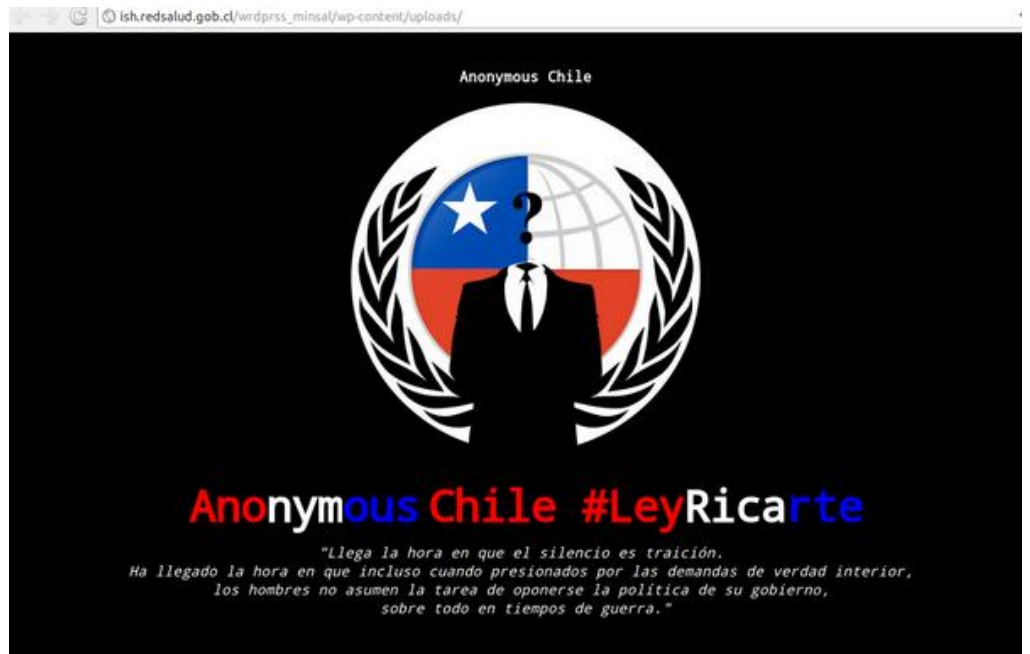 ish.redsalud.gob.cl/wrdprss_minsal/wp-content/uploads/
Anonymous Chile
?
Anonymous Chile #LeyRicarte
"Llega la hora en que el silencio es traición.
Ha llegado la hora en que incluso cuando presionados por las demandas de verdad interior,
los hombres no asumen la tarea de oponerse la política de su gobierno,
sobre todo en tiempos de guerra."